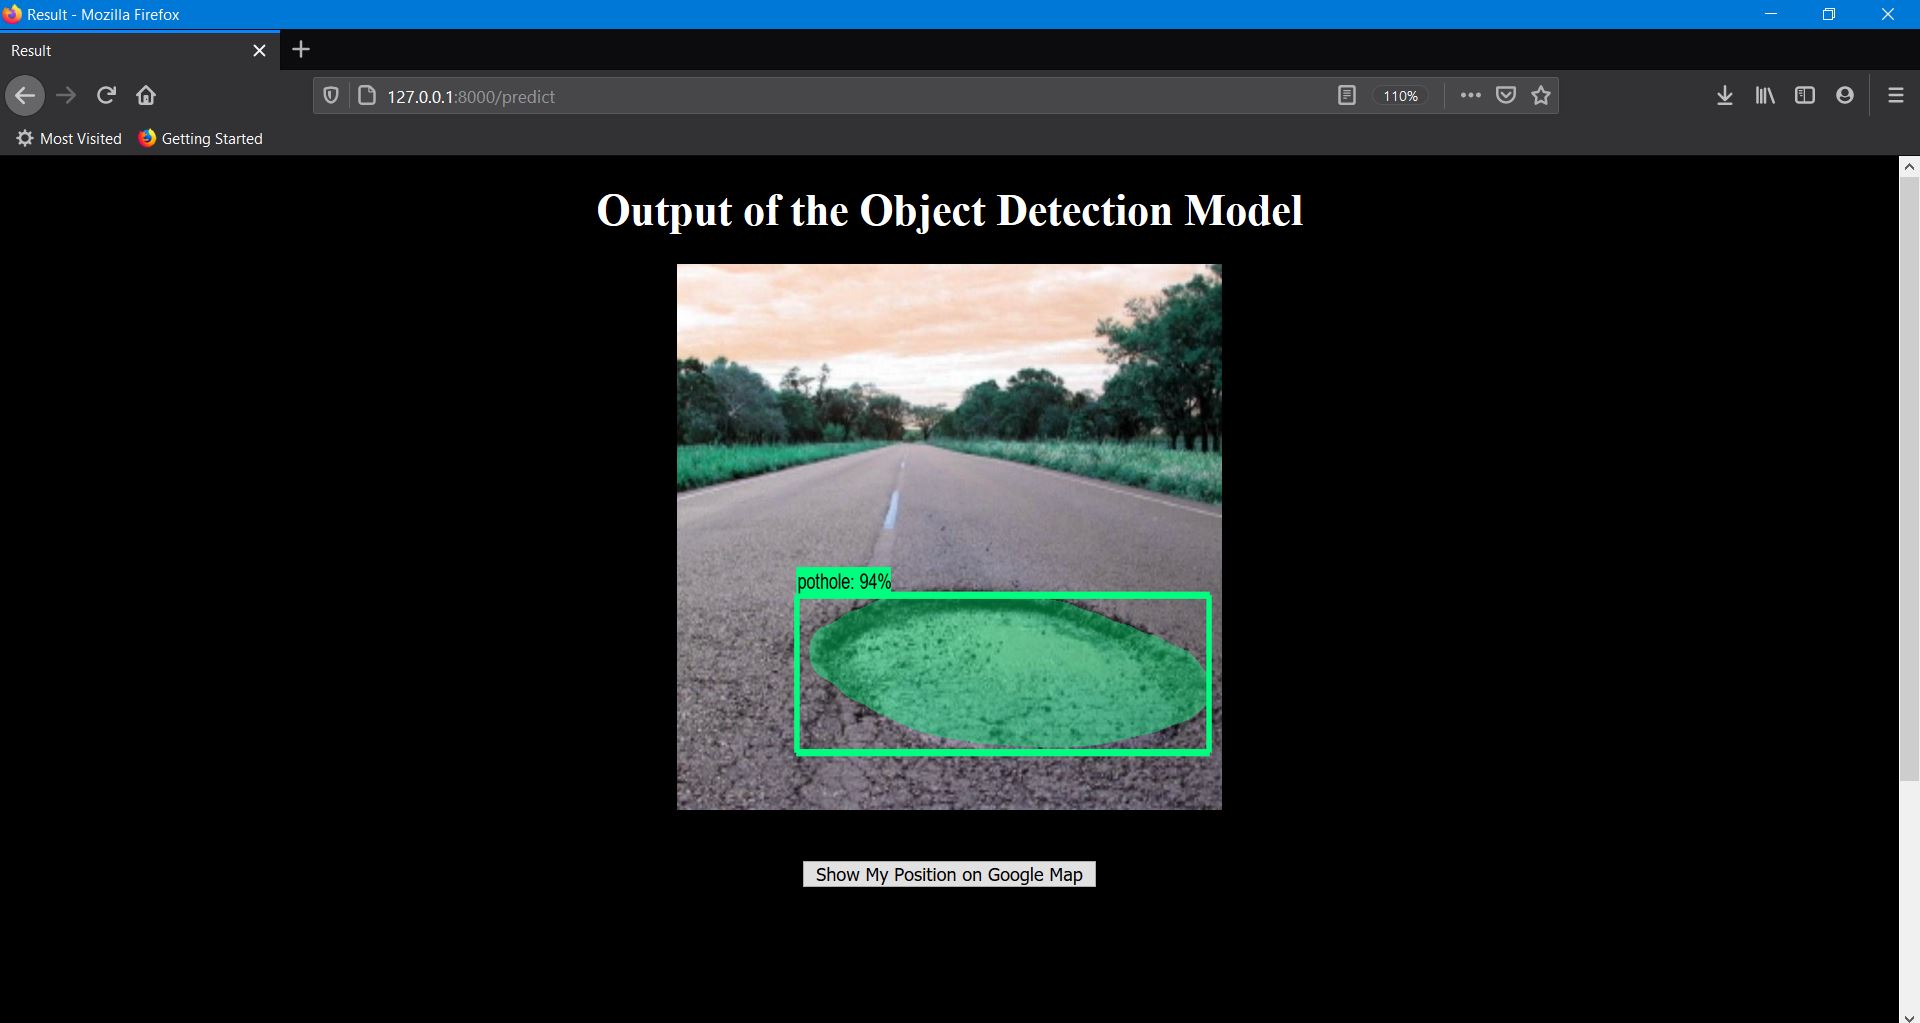 Result - Mozilla Firefox
Result
127.0.0.1:8000/predict
110%
Most Visited
Getting Started
Output of the Object Detection Model
pothole: 94%
Show My Position on Google Map